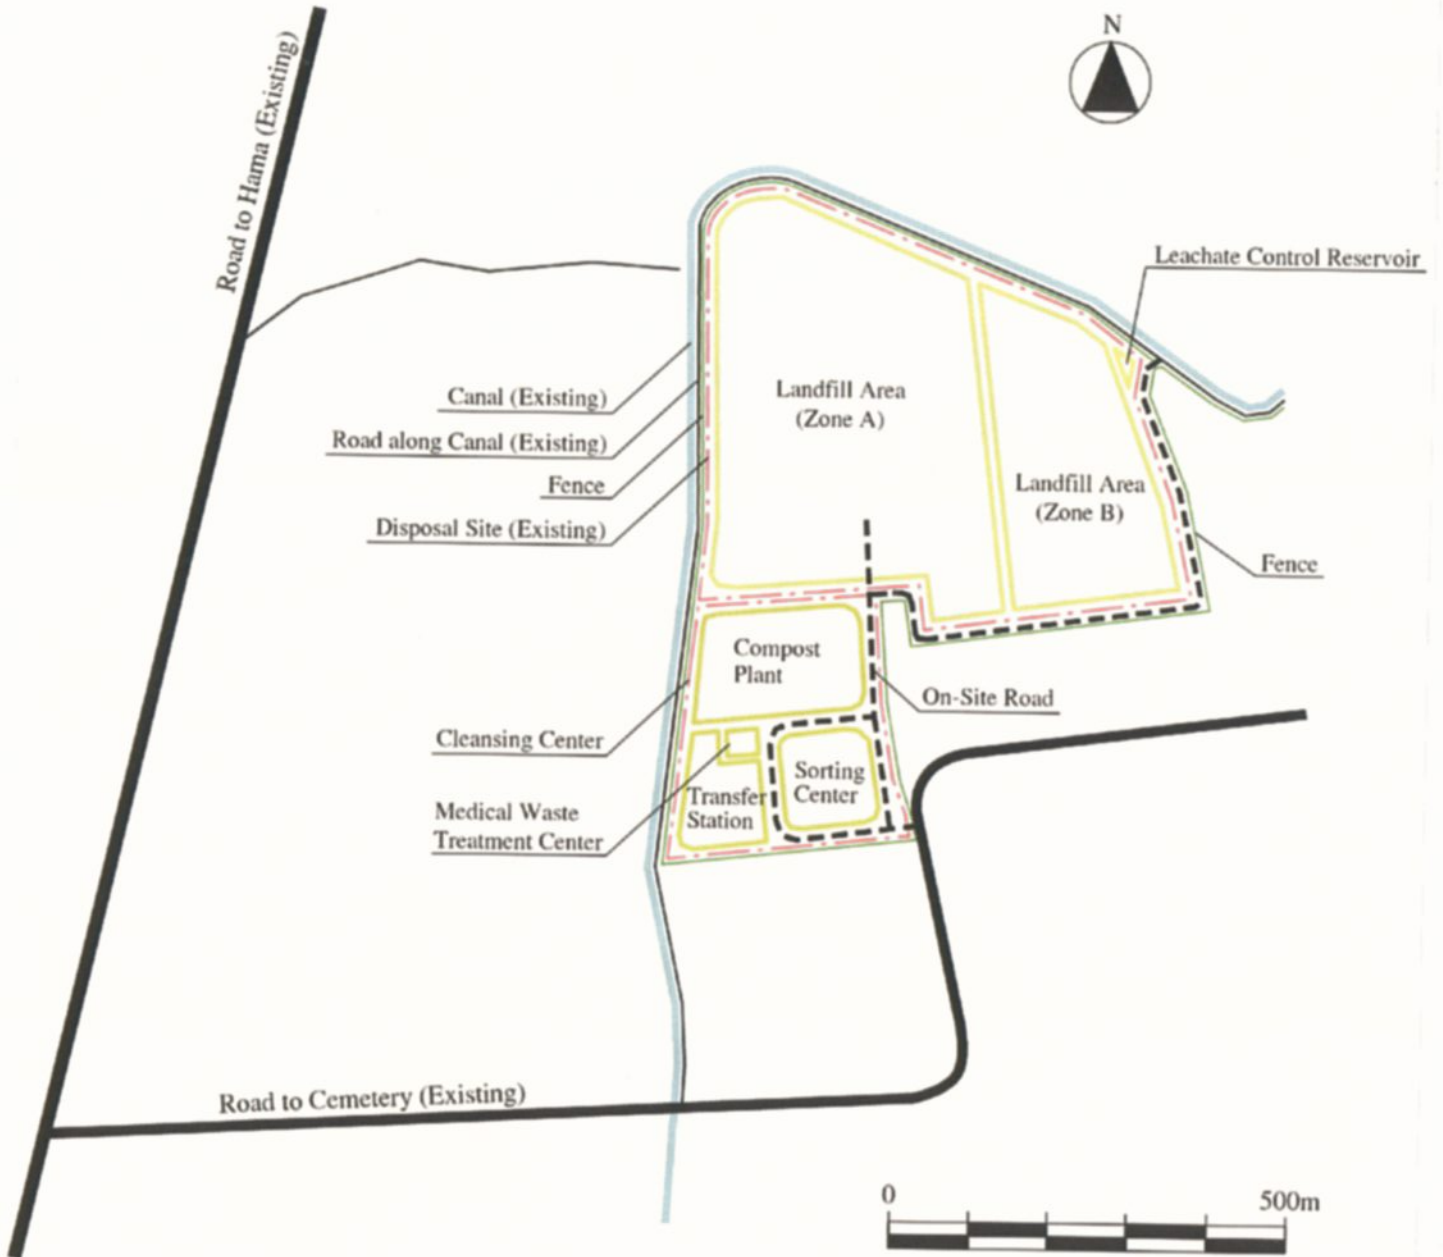 N
Road to Hama (Existing)
Leachate Control Reservoir
Canal (Existing)
Road along Canal (Existing)
Fence
Disposal Site (Existing)
Landfill Area
(Zone A)
Landfill Area
(Zone B)
Fence
Compost
Plant
On-Site Road
Cleansing Center
Medical Waste
Treatment Center
Transfer
Station
Sorting
Center
Road to Cemetery (Existing)
0
500m